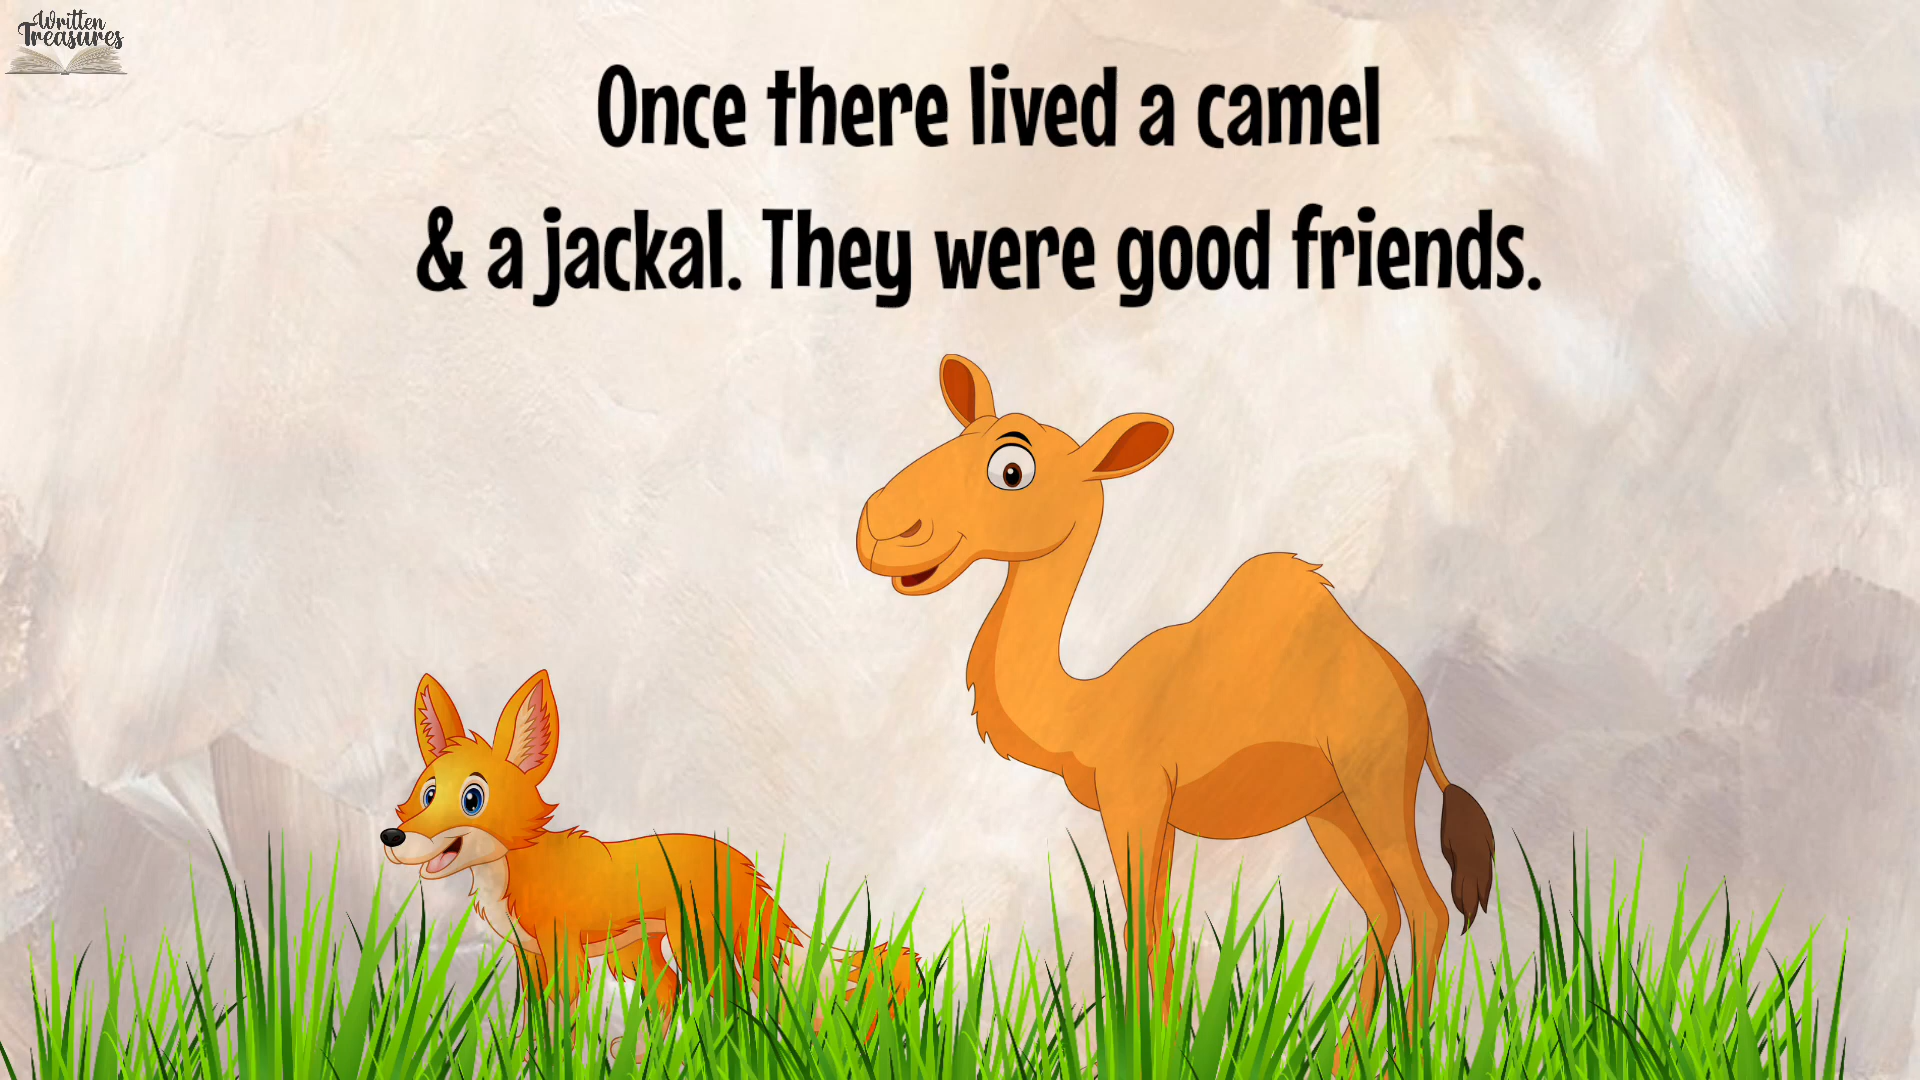 Written
Treasures
Once there lived a camel
& a jackal. They were good friends.